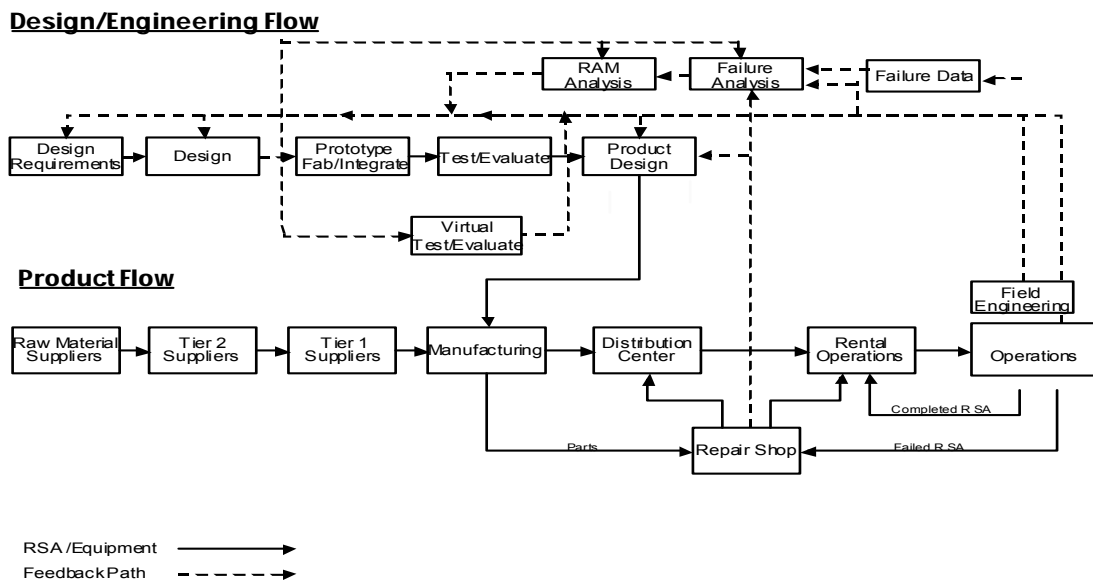 Design/Engineering Flow
RAM
Analysis
Failure
Analysis
Failure Data
Design
Requirements
Design
Prototype
Fab/Integrate
Test/Evaluate
Product
Design
Virtual
Test/Evaluate
Product Flow
Field
Engineering
Raw Material
Suppliers
Tier 2
Suppliers
Tier 1
Suppliers
Manufacturing
Distribution
Center
Rental
Operations
Operations
Completed RSA
Parts
Repair Shop
Failed RSA
RSA/Equipment
Feedback Path